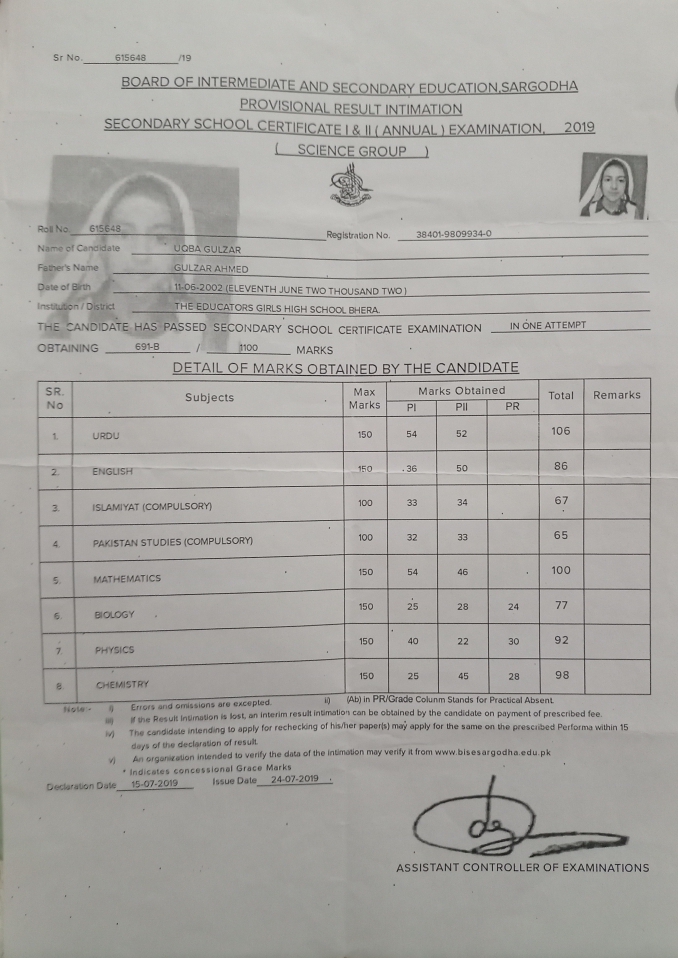 Sr No. 615648 /19
BOARD OF INTERMEDIATE AND SECONDARY EDUCATION,SARGODHA
PROVISIONAL RESULT INTIMATION
SECONDARY SCHOOL CERTIFICATE I & II ( ANNUAL ) EXAMINATION, 2019
( SCIENCE GROUP )
Roll No. 615648 Registration No. 38401-9809934-0
Name of Candidate UQBA GULZAR
Father's Name GULZAR AHMED
Date of Birth 11-06-2002 (ELEVENTH JUNE TWO THOUSAND TWO )
Institution / District THE EDUCATORS GIRLS HIGH SCHOOL BHERA.
THE CANDIDATE HAS PASSED SECONDARY SCHOOL CERTIFICATE EXAMINATION IN ONE ATTEMPT
OBTAINING 691-B / 1100 MARKS
DETAIL OF MARKS OBTAINED BY THE CANDIDATE
SR. No Subjects Max Marks Marks Obtained Total Remarks
PI PII PR
1. URDU 150 54 52 106
2. ENGLISH 150 36 50 86
3. ISLAMIYAT (COMPULSORY) 100 33 34 67
4. PAKISTAN STUDIES (COMPULSORY) 100 32 33 65
5. MATHEMATICS 150 54 46 100
6. BIOLOGY 150 25 28 24 77
7. PHYSICS 150 40 22 30 92
8. CHEMISTRY 150 25 45 28 98
Note:- i) Errors and omissions are excepted. ii) (Ab) in PR/Grade Colunm Stands for Practical Absent.
iii) If the Result Intimation is lost, an interim result intimation can be obtained by the candidate on payment of prescribed fee.
iv) The candidate intending to apply for rechecking of his/her paper(s) may apply for the same on the prescribed Performa within 15
days of the declaration of result.
v) An organization intended to verify the data of the intimation may verify it from www.bisesargodha.edu.pk
* Indicates concessional Grace Marks
Declaration Date 15-07-2019 Issue Date 24-07-2019
ASSISTANT CONTROLLER OF EXAMINATIONS